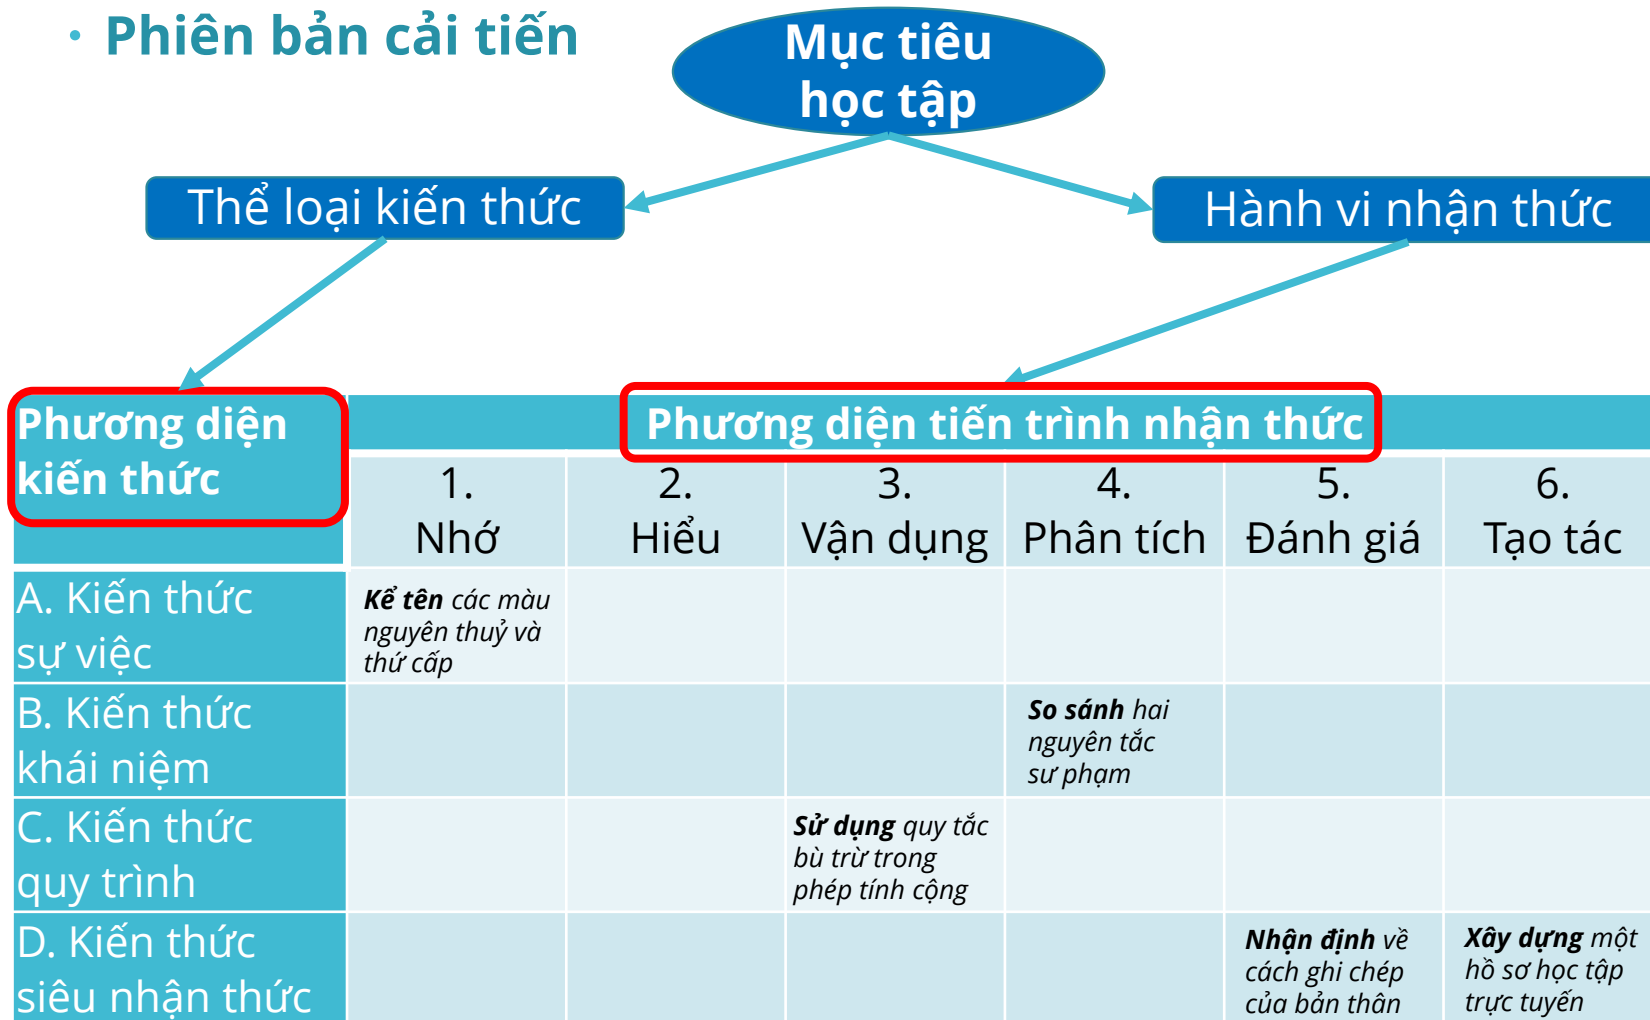 • Phiên bản cải tiến
Mục tiêu
học tập
Thể loại kiến thức
Hành vi nhận thức
Phương diện
kiến thức
Phương diện tiến trình nhận thức
1.
Nhớ
2.
Hiểu
3.
Vận dụng
4.
Phân tích
5.
Đánh giá
6.
Tạo tác
A. Kiến thức
sự việc
Kể tên các màu
nguyên thuỷ và
thứ cấp
B. Kiến thức
khái niệm
So sánh hai
nguyên tắc
sư phạm
C. Kiến thức
quy trình
Sử dụng quy tắc
bù trừ trong
phép tính cộng
D. Kiến thức
siêu nhận thức
Nhận định về
cách ghi chép
của bản thân
Xây dựng một
hồ sơ học tập
trực tuyến